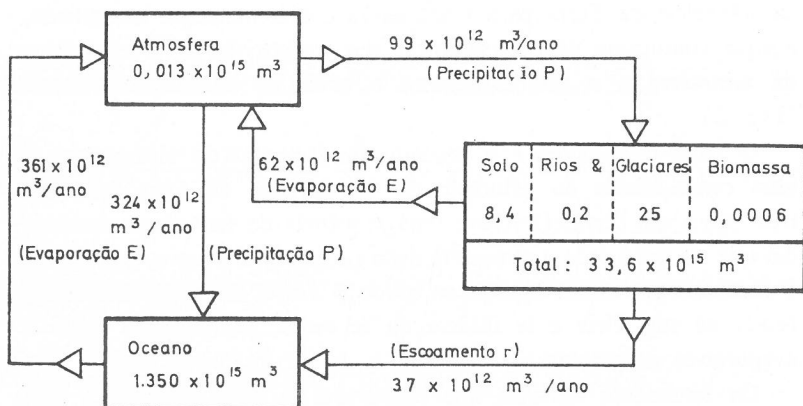 Atmosfera
0,013 x 10¹⁵ m³
99 x 10¹² m³/ano
(Precipitação P)
361 x 10¹²
m³/ano
(Evaporação E)
324 x 10¹²
m³/ano
(Precipitação P)
62 x 10¹² m³/ano
(Evaporação E)
Solo Rios & Glaciares Biomassa
8,4 0,2 25 0,0006
Total : 33,6 x 10¹⁵ m³
Oceano
1.350 x 10¹⁵ m³
(Escoamento r)
37 x 10¹² m³/ano